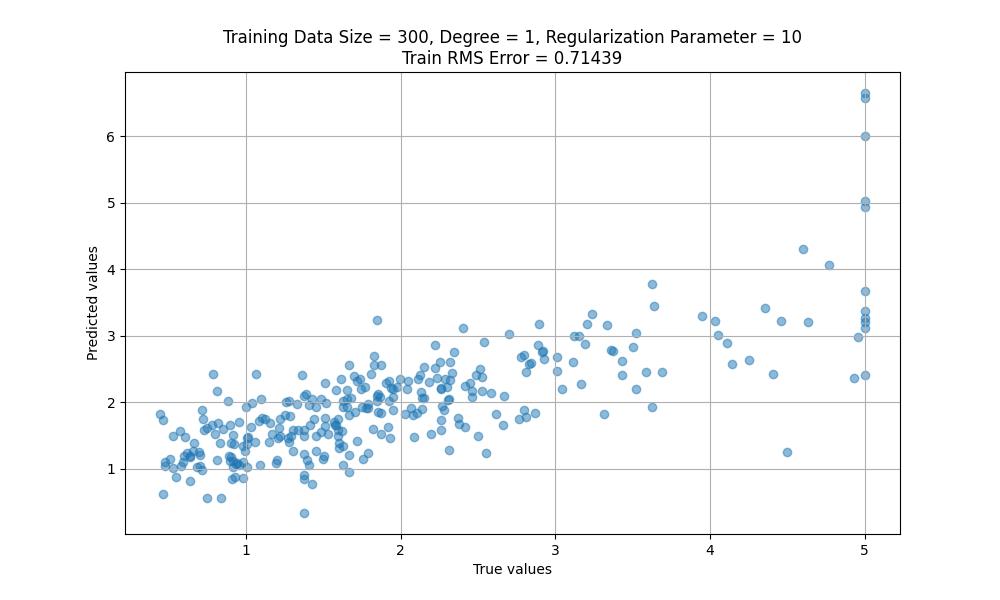 Training Data Size = 300, Degree = 1, Regularization Parameter = 10
Train RMS Error = 0.71439
Predicted values
6
5
4
3
2
1
1 2 3 4 5
True values